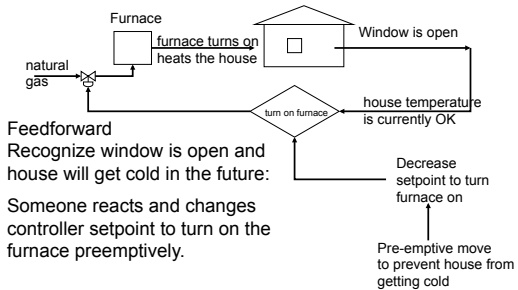 Furnace
natural
gas
furnace turns on
heats the house
Window is open
turn on furnace
house temperature
is currently OK
Feedforward
Recognize window is open and
house will get cold in the future:
Someone reacts and changes
controller setpoint to turn on the
furnace preemptively.
Decrease
setpoint to turn
furnace on
Pre-emptive move
to prevent house from
getting cold